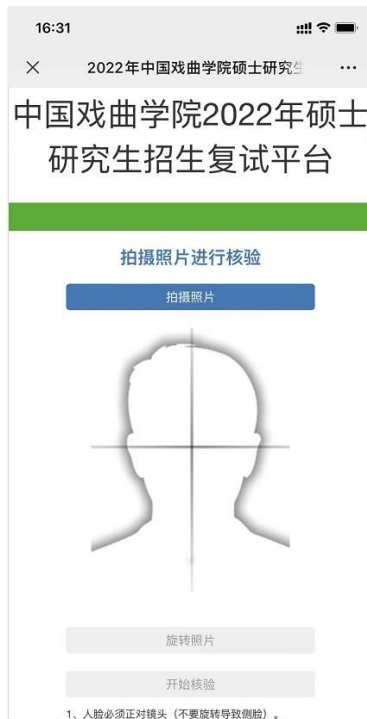 16:31
2022年中国戏曲学院硕士研究生
中国戏曲学院2022年硕士
研究生招生复试平台
拍摄照片进行核验
拍摄照片
旋转照片
开始核验
1、人脸必须正对镜头（不要旋转导致侧脸）。